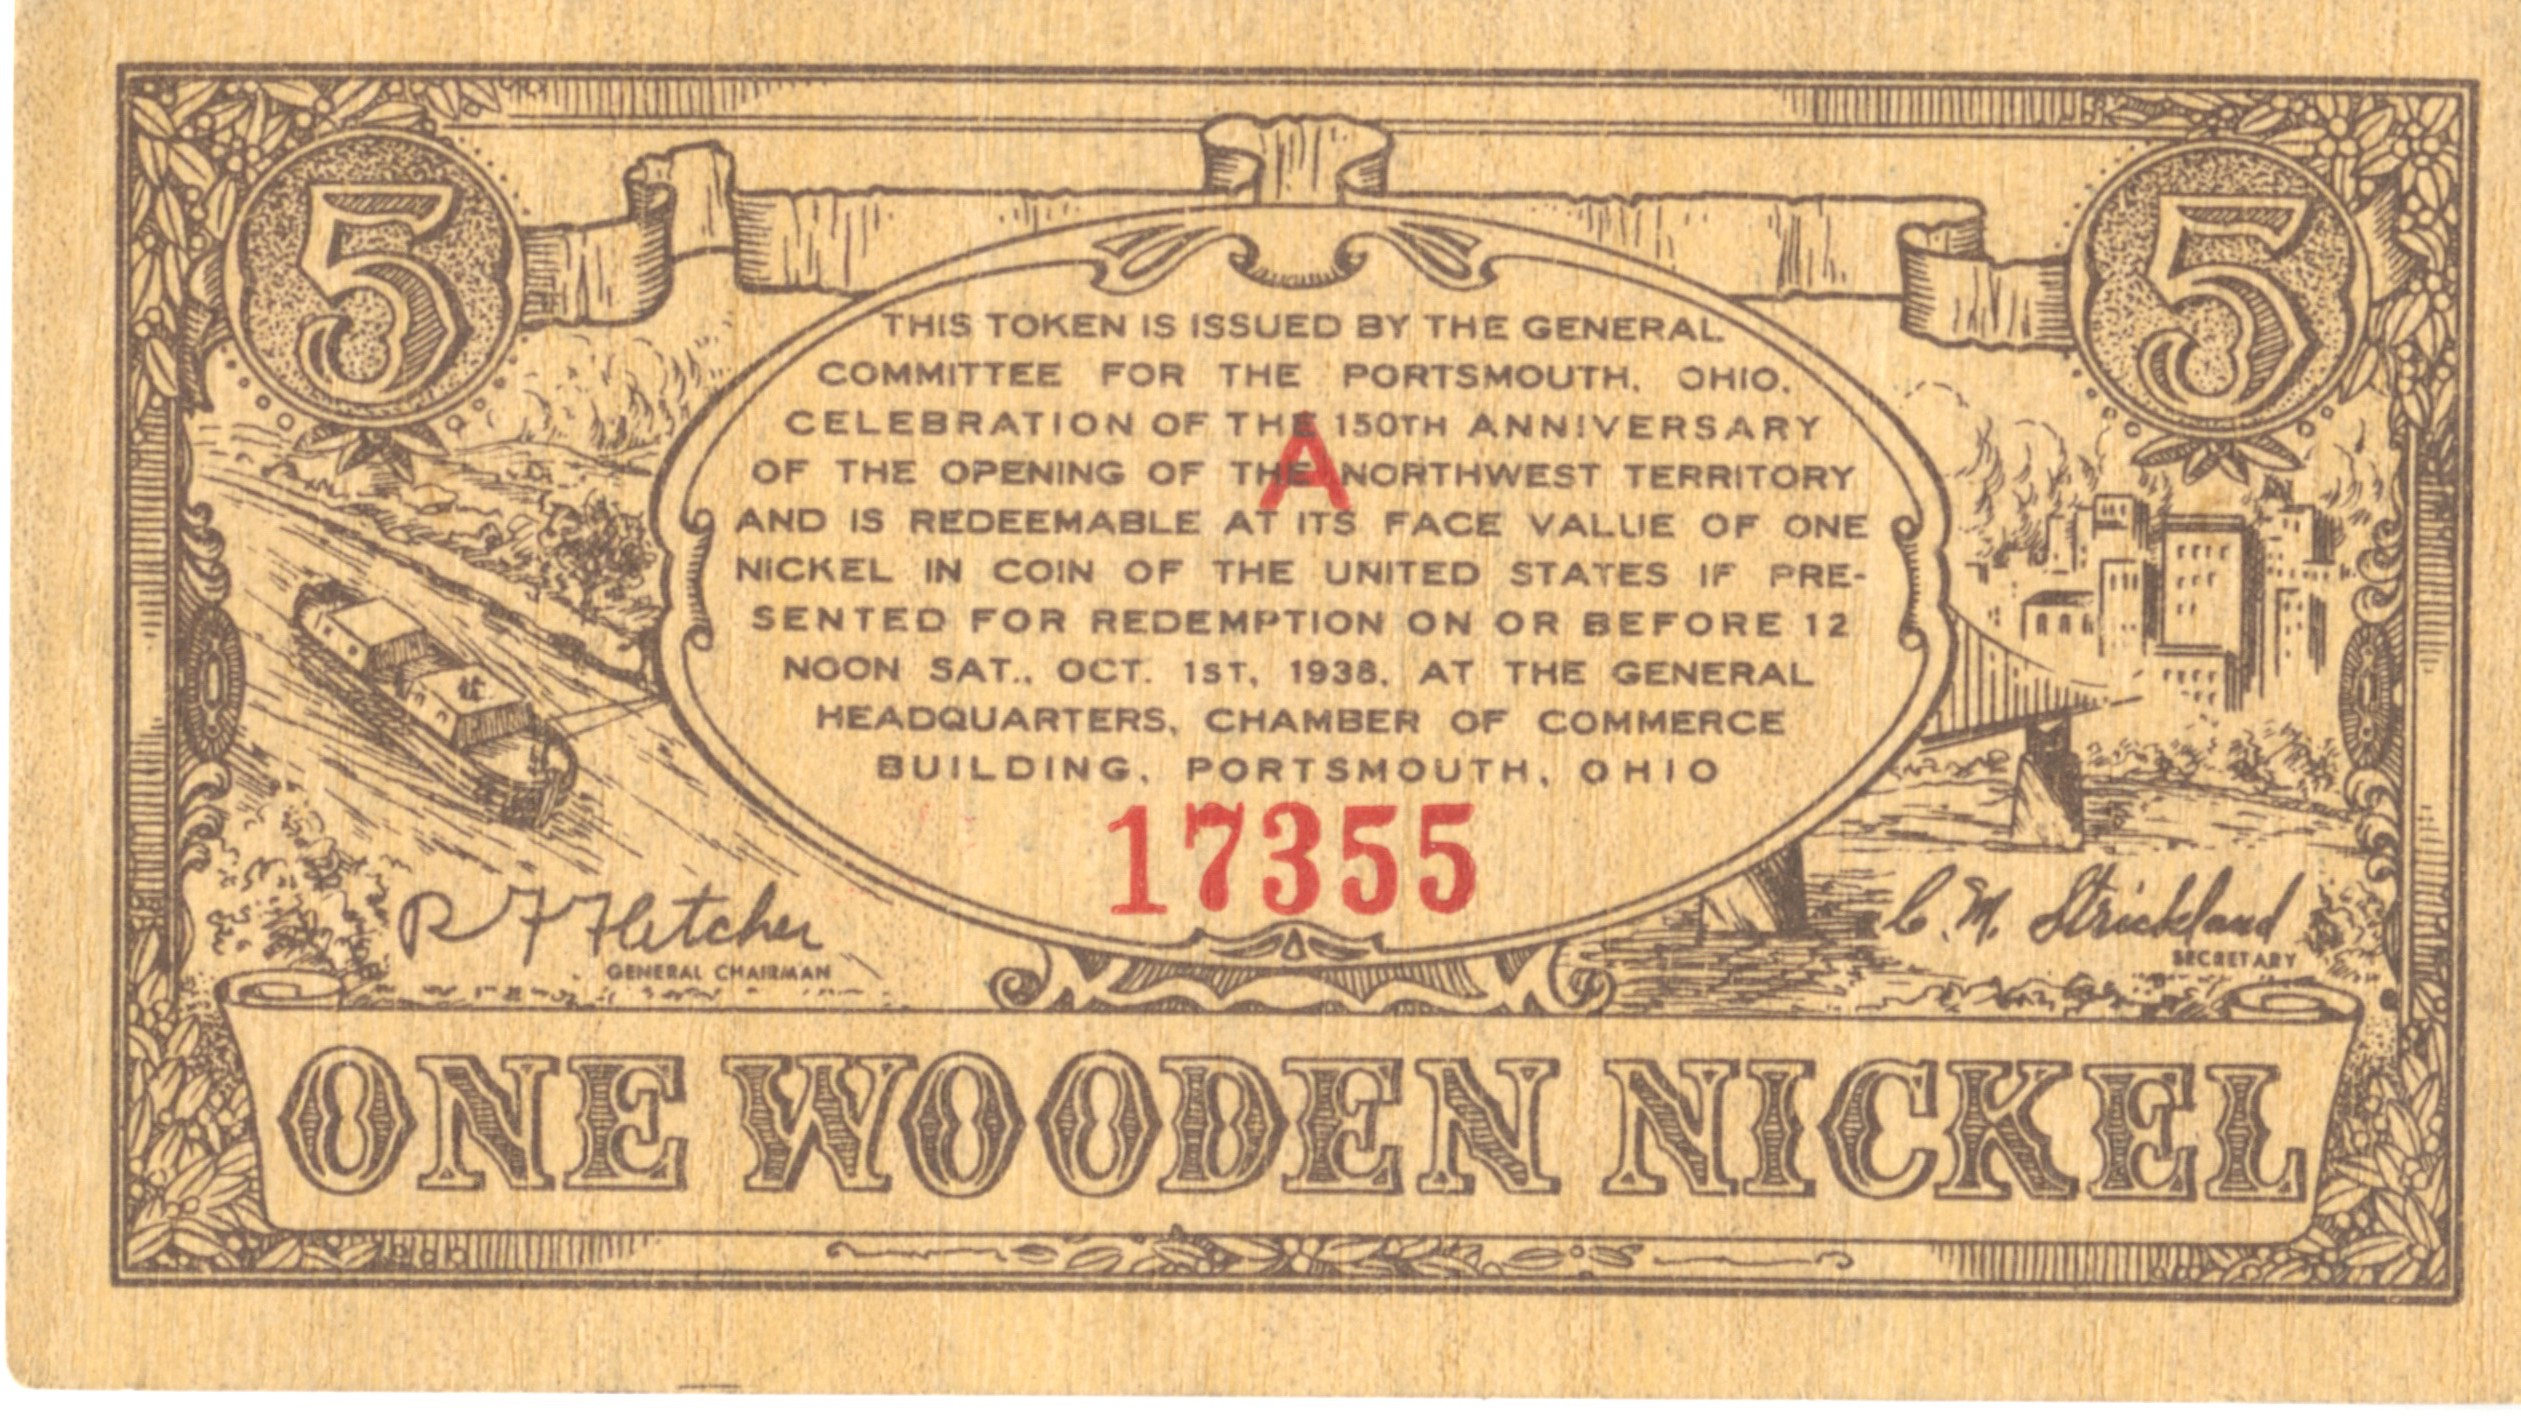 5
5
THIS TOKEN IS ISSUED BY THE GENERAL
COMMITTEE FOR THE PORTSMOUTH, OHIO,
CELEBRATION OF THE 150TH ANNIVERSARY
OF THE OPENING OF THE NORTHWEST TERRITORY
A
AND IS REDEEMABLE AT ITS FACE VALUE OF ONE
NICKEL IN COIN OF THE UNITED STATES IF PRE-
SENTED FOR REDEMPTION ON OR BEFORE 12
NOON SAT., OCT. 1ST, 1938, AT THE GENERAL
HEADQUARTERS, CHAMBER OF COMMERCE
BUILDING, PORTSMOUTH, OHIO
17355
R F Fletcher
GENERAL CHAIRMAN
C. M. Strickland
SECRETARY
ONE WOODEN NICKEL